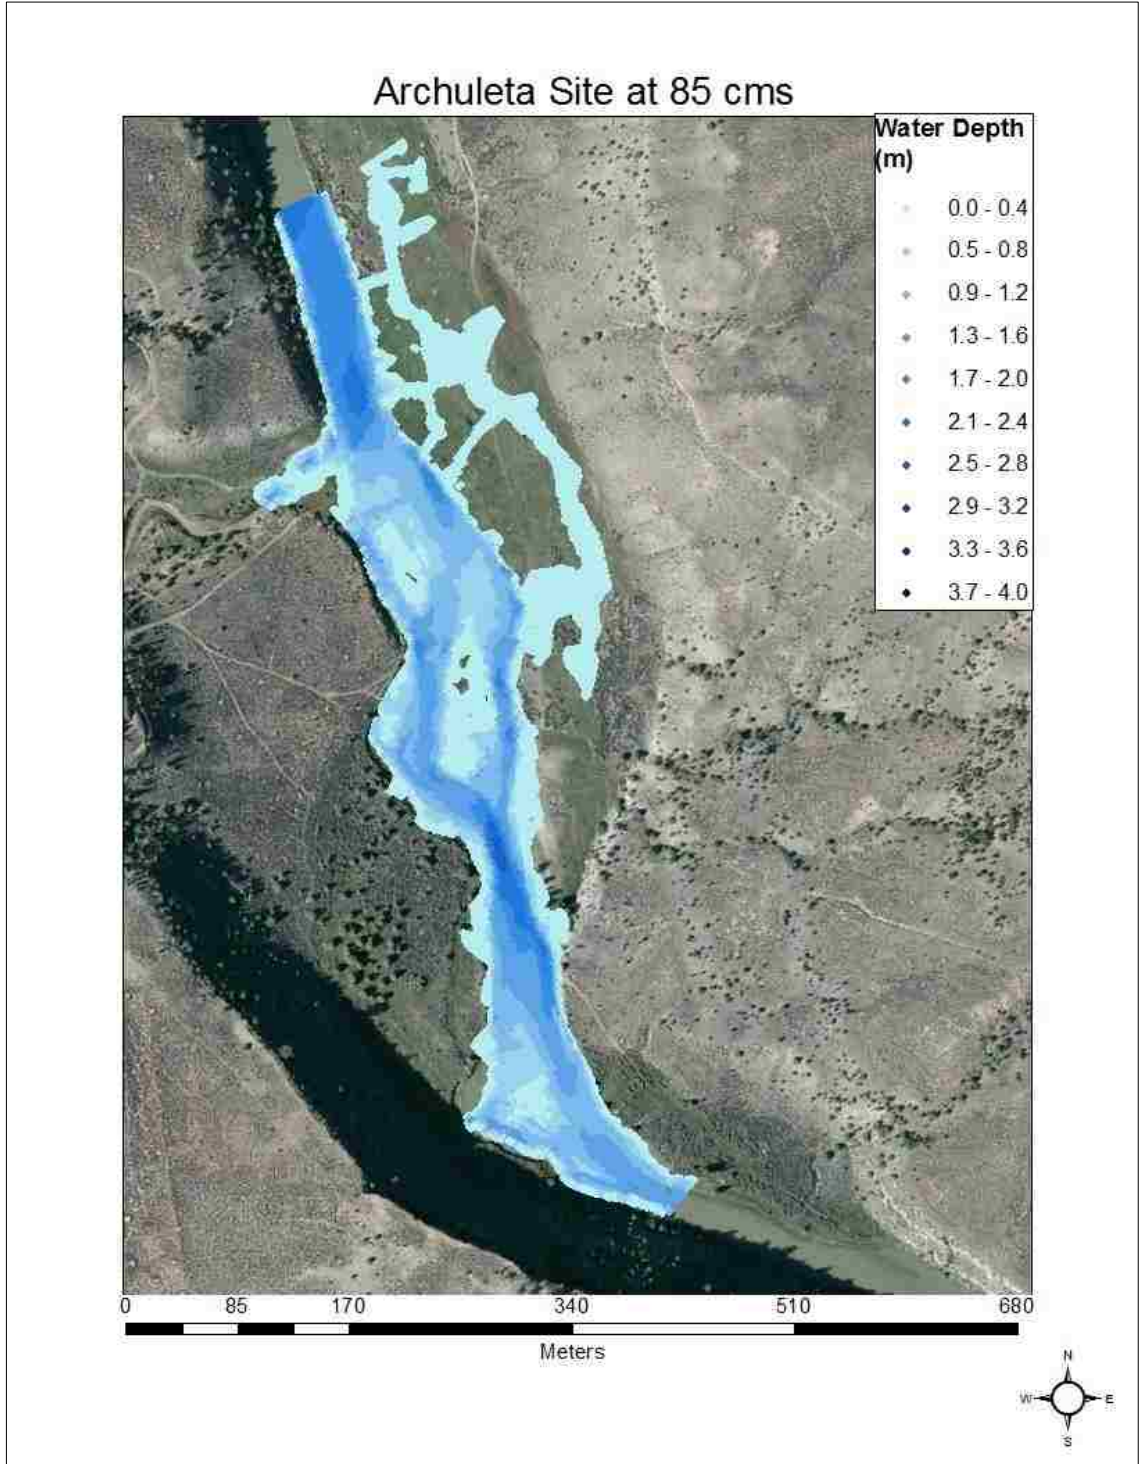 Archuleta Site at 85 cms
Water Depth
(m)
0.0 - 0.4
0.5 - 0.8
0.9 - 1.2
1.3 - 1.6
1.7 - 2.0
2.1 - 2.4
2.5 - 2.8
2.9 - 3.2
3.3 - 3.6
3.7 - 4.0
0 85 170 340 510 680
Meters
N
W E
S